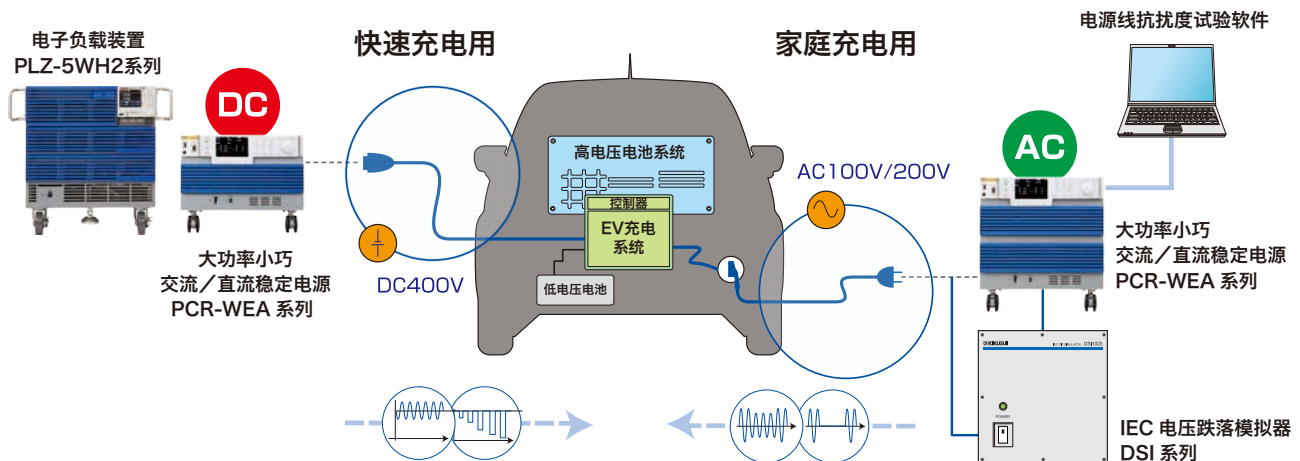 电子负载装置
PLZ-5WH2系列
DC
快速充电用
家庭充电用
电源线抗扰度试验软件
AC
高电压电池系统
控制器
EV充电
系统
低电压电池
DC400V
AC100V/200V
大功率小巧
交流／直流稳定电源
PCR-WEA 系列
大功率小巧
交流／直流稳定电源
PCR-WEA 系列
KIKUSUI
DSI1020
POWER
IEC 电压跌落模拟器
DSI 系列